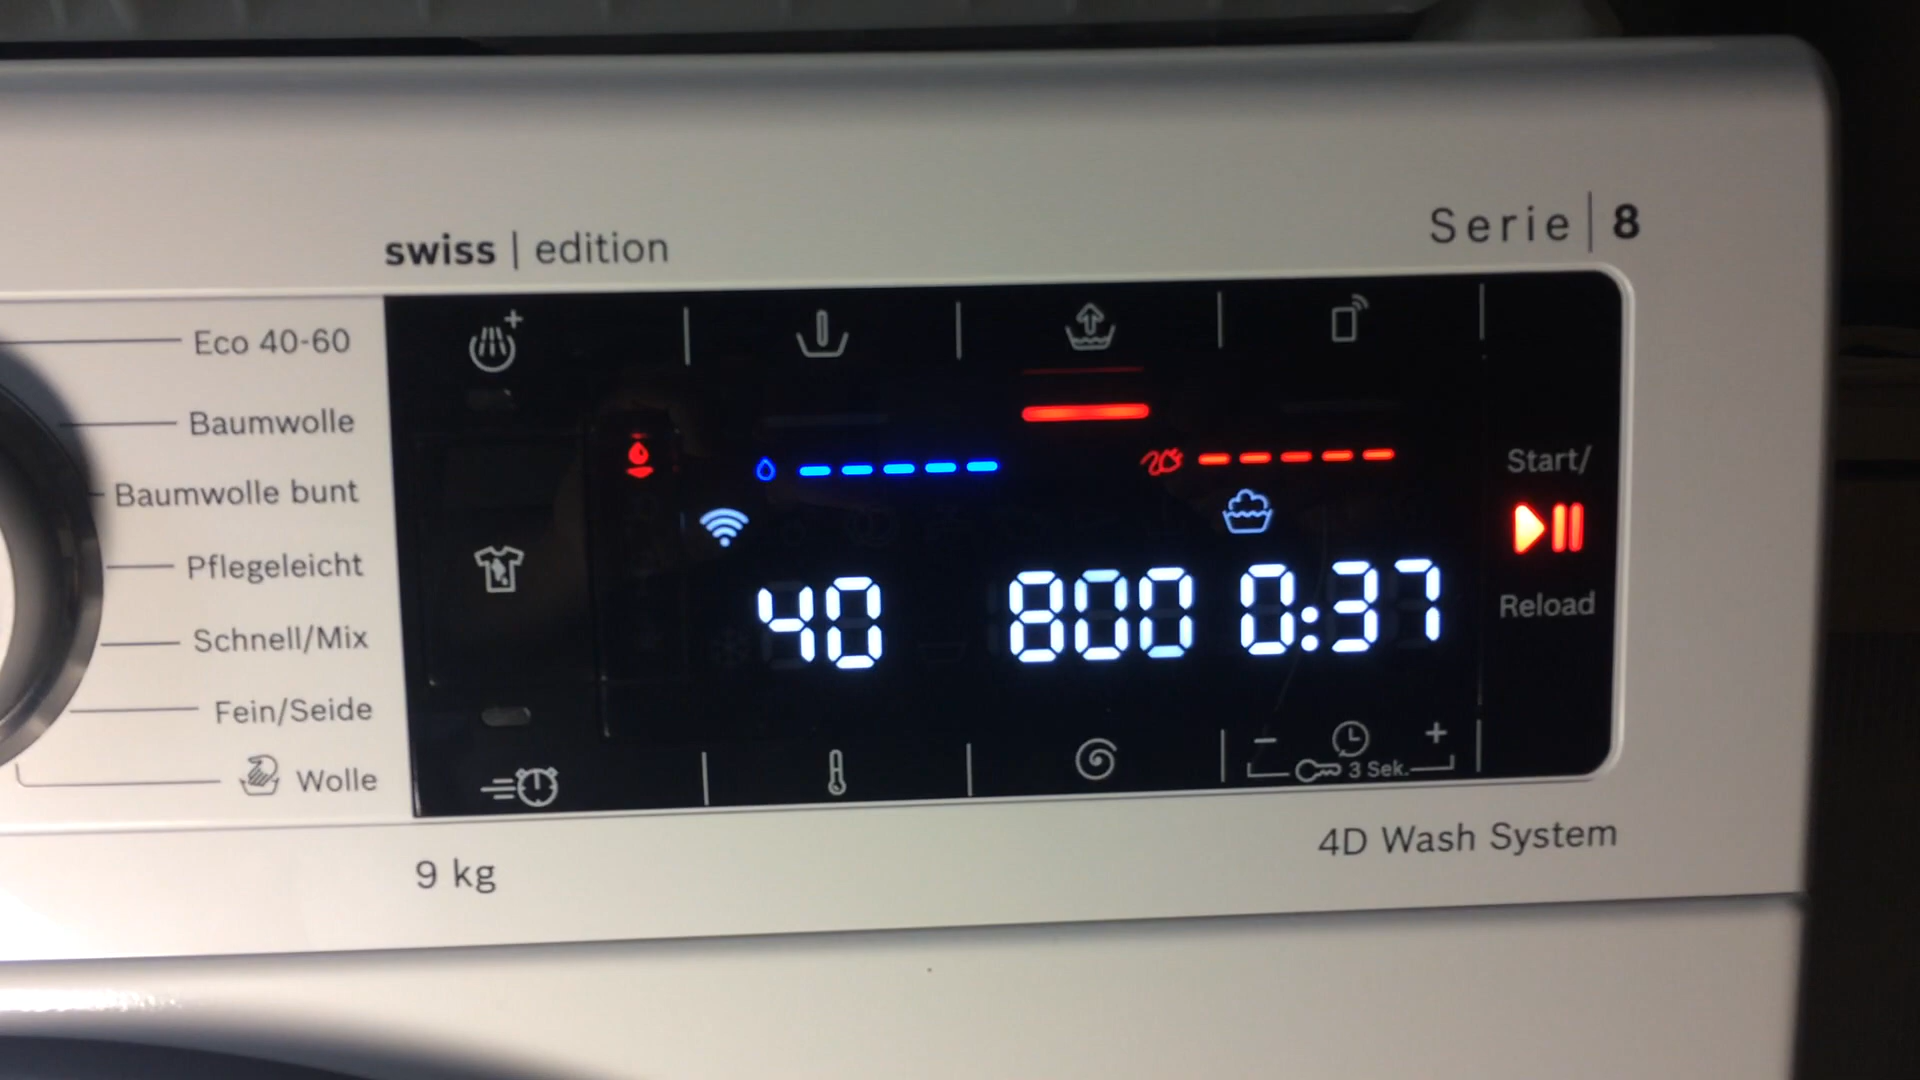 swiss | edition
Serie | 8
Eco 40-60
Baumwolle
Baumwolle bunt
Pflegeleicht
Schnell/Mix
Fein/Seide
Wolle
40
800
0:37
Start/
Reload
- +
3 Sek.
9 kg
4D Wash System